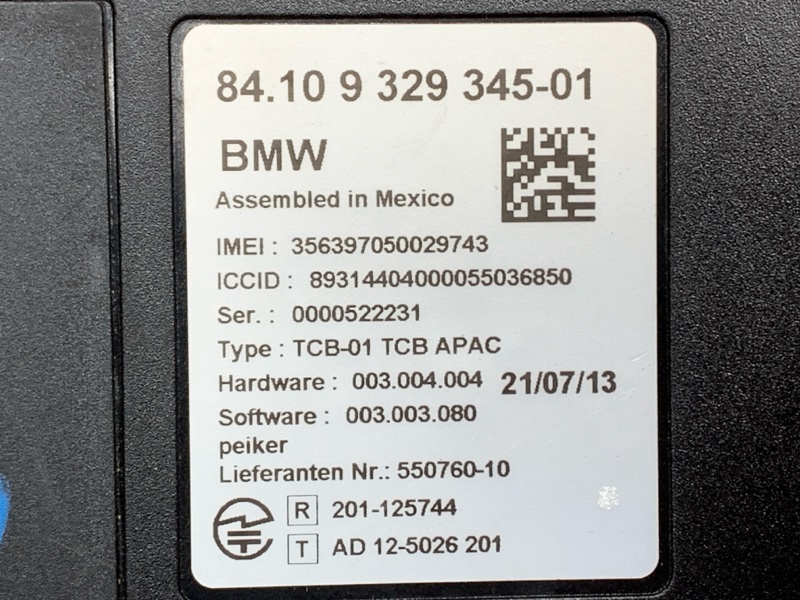 84.10 9 329 345-01
BMW
Assembled in Mexico
IMEI : 356397050029743
ICCID : 89314404000055036850
Ser. : 0000522231
Type : TCB-01 TCB APAC
Hardware : 003.004.004 21/07/13
Software : 003.003.080
peiker
Lieferanten Nr.: 550760-10
R 201-125744
T AD 12-5026 201